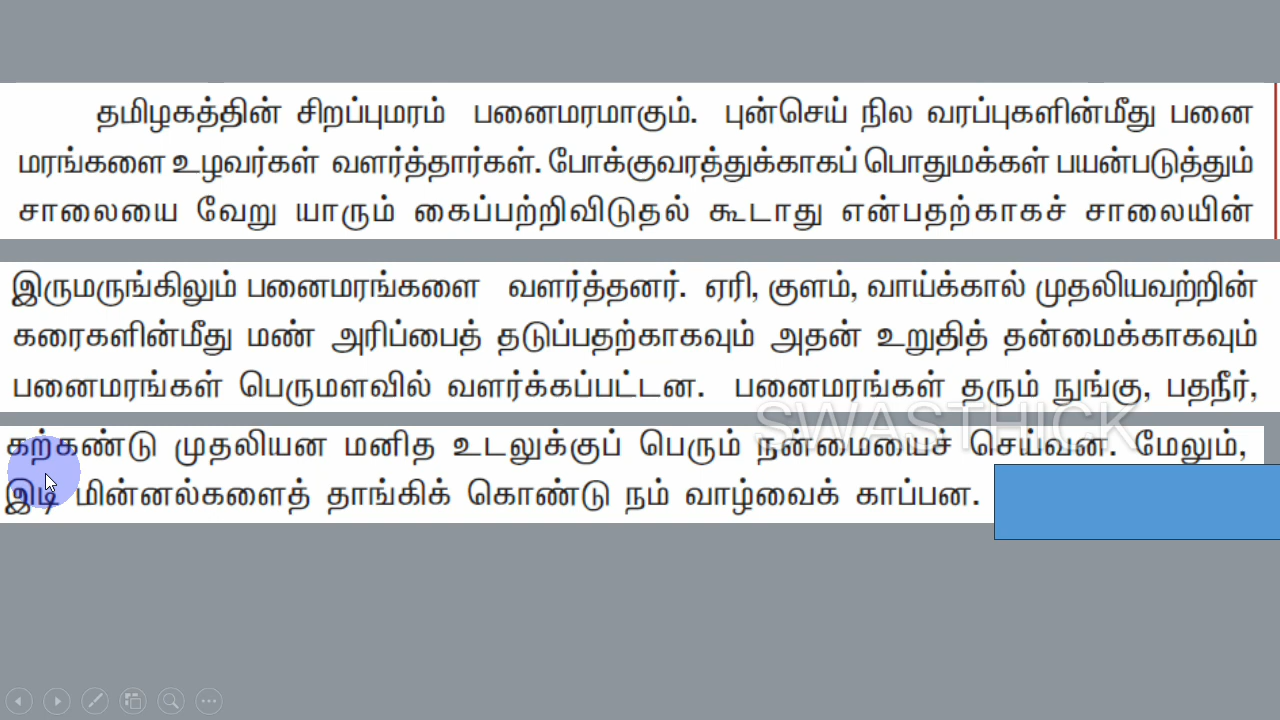 தமிழகத்தின் சிறப்புமரம் பனைமரமாகும். புன்செய் நில வரப்புகளின்மீது பனை
மரங்களை உழவர்கள் வளர்த்தார்கள். போக்குவரத்துக்காகப் பொதுமக்கள் பயன்படுத்தும்
சாலையை வேறு யாரும் கைப்பற்றிவிடுதல் கூடாது என்பதற்காகச் சாலையின்
இருமருங்கிலும் பனைமரங்களை வளர்த்தனர். ஏரி, குளம், வாய்க்கால் முதலியவற்றின்
கரைகளின்மீது மண் அரிப்பைத் தடுப்பதற்காகவும் அதன் உறுதித் தன்மைக்காகவும்
பனைமரங்கள் பெருமளவில் வளர்க்கப்பட்டன. பனைமரங்கள் தரும் நுங்கு, பதநீர்,
SWASTHICK
கற்கண்டு முதலியன மனித உடலுக்குப் பெரும் நன்மையைச் செய்வன. மேலும்,
இடி மின்னல்களைத் தாங்கிக் கொண்டு நம் வாழ்வைக் காப்பன.